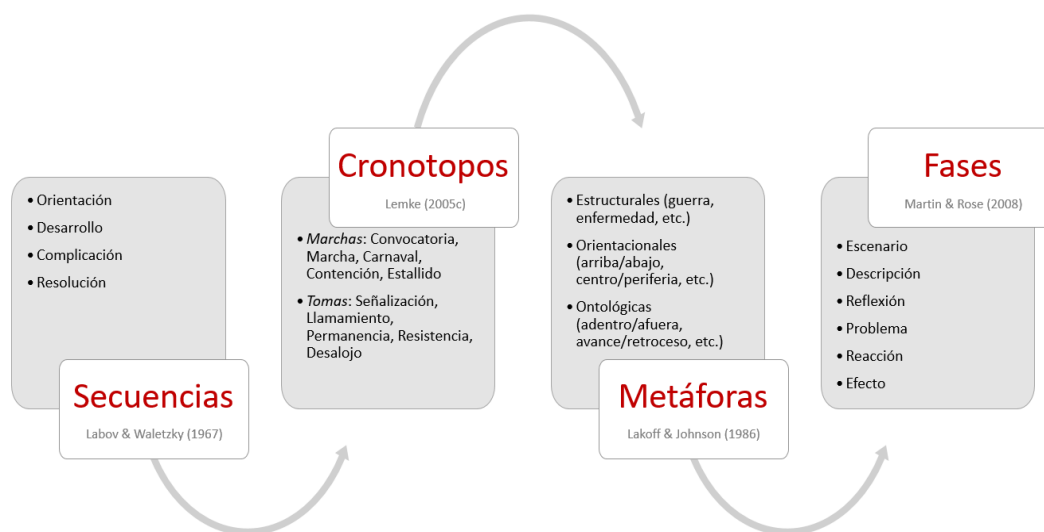 • Orientación
• Desarrollo
• Complicación
• Resolución
Secuencias
Labov & Waletzky (1967)
Cronotopos
Lemke (2005c)
• Marchas: Convocatoria,
Marcha, Carnaval,
Contención, Estallido
• Tomas: Señalización,
Llamamiento,
Permanencia, Resistencia,
Desalojo
• Estructurales (guerra,
enfermedad, etc.)
• Orientacionales
(arriba/abajo,
centro/periferia, etc.)
• Ontológicas
(adentro/afuera,
avance/retroceso, etc.)
Metáforas
Lakoff & Johnson (1986)
Fases
Martin & Rose (2008)
• Escenario
• Descripción
• Reflexión
• Problema
• Reacción
• Efecto